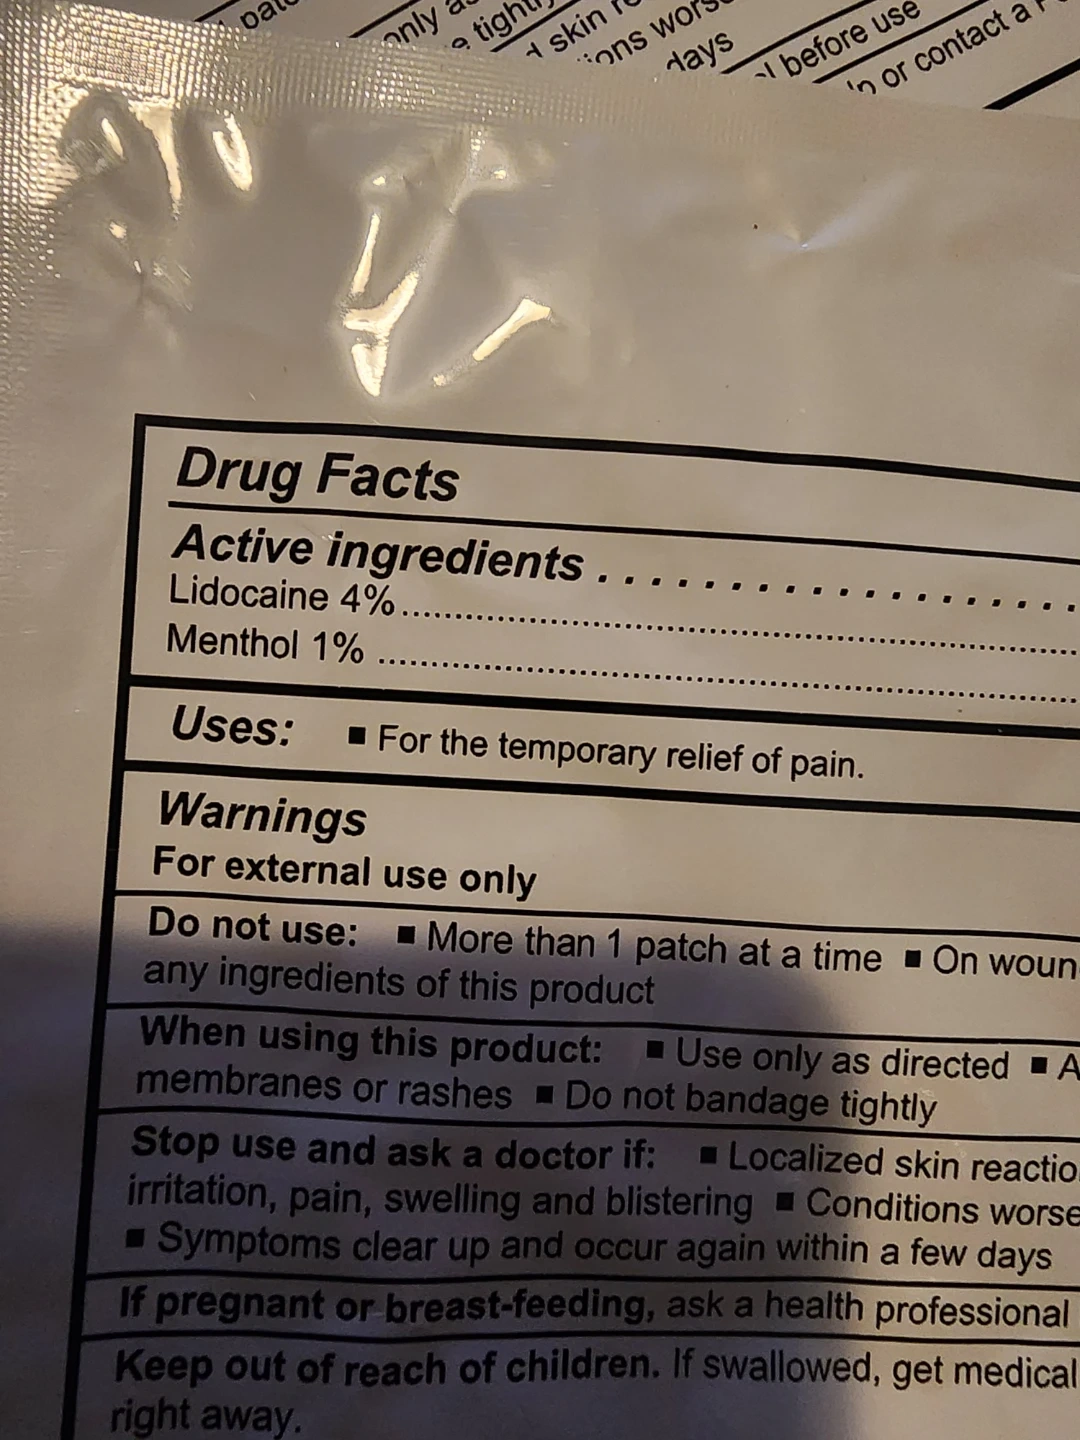 only as
tightly
skin re
ions worse
days
before use
or contact a
Drug Facts
Active ingredients . . . . . . . . . . . . . . . . . .
Lidocaine 4%..........................................................
Menthol 1% ...........................................................
Uses: ■ For the temporary relief of pain.
Warnings
For external use only
Do not use: ■ More than 1 patch at a time ■ On woun
any ingredients of this product
When using this product: ■ Use only as directed ■ A
membranes or rashes ■ Do not bandage tightly
Stop use and ask a doctor if: ■ Localized skin reactio
irritation, pain, swelling and blistering ■ Conditions worse
■ Symptoms clear up and occur again within a few days
If pregnant or breast-feeding, ask a health professional
Keep out of reach of children. If swallowed, get medical
right away.